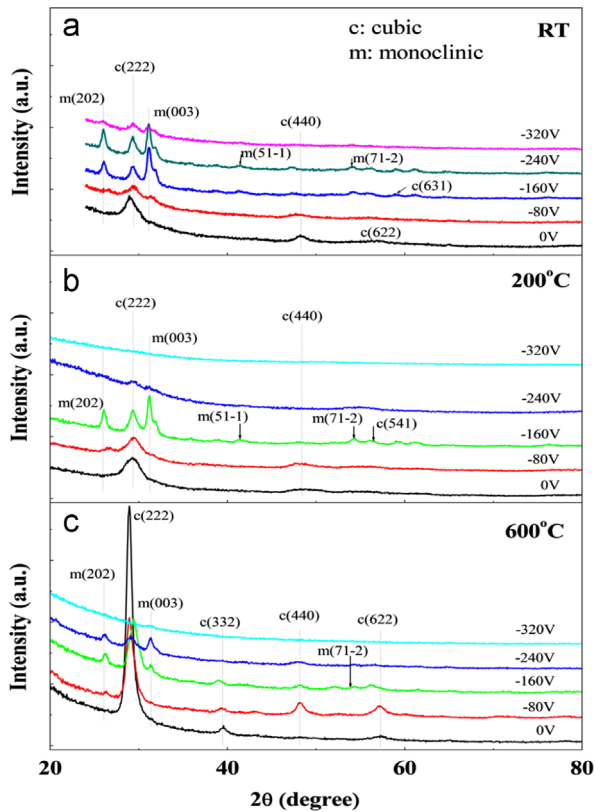 a
c: cubic
m: monoclinic
RT
c(222)
m(202)
m(003)
c(440)
m(51-1)
m(71-2)
c(631)
c(622)
-320V
-240V
-160V
-80V
0V
Intensity (a.u.)
b
200°C
c(222)
m(003)
c(440)
m(202)
m(51-1)
m(71-2)
c(541)
-320V
-240V
-160V
-80V
0V
Intensity (a.u.)
c
600°C
c(222)
m(202)
m(003)
c(332)
c(440)
c(622)
m(71-2)
-320V
-240V
-160V
-80V
0V
Intensity (a.u.)
20 40 60 80
2θ (degree)